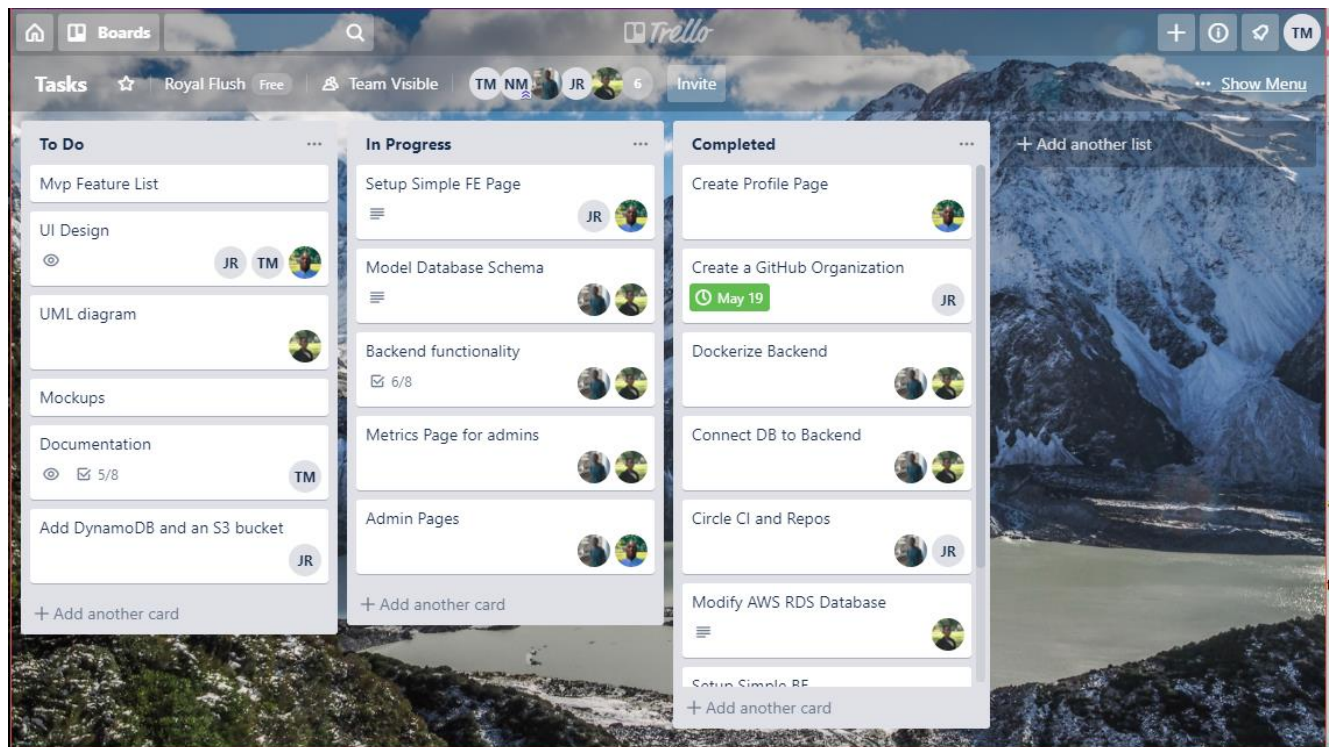 Boards
Trello
TM
Tasks
Royal Flush Free
Team Visible
TM NM JR 6
Invite
... Show Menu
To Do ...
Mvp Feature List
UI Design
JR TM
UML diagram
Mockups
Documentation
5/8
TM
Add DynamoDB and an S3 bucket
JR
+ Add another card
In Progress ...
Setup Simple FE Page
JR
Model Database Schema
Backend functionality
6/8
Metrics Page for admins
Admin Pages
+ Add another card
Completed ...
Create Profile Page
Create a GitHub Organization
May 19
JR
Dockerize Backend
Connect DB to Backend
Circle CI and Repos
JR
Modify AWS RDS Database
Setup Simple BE
+ Add another card
+ Add another list